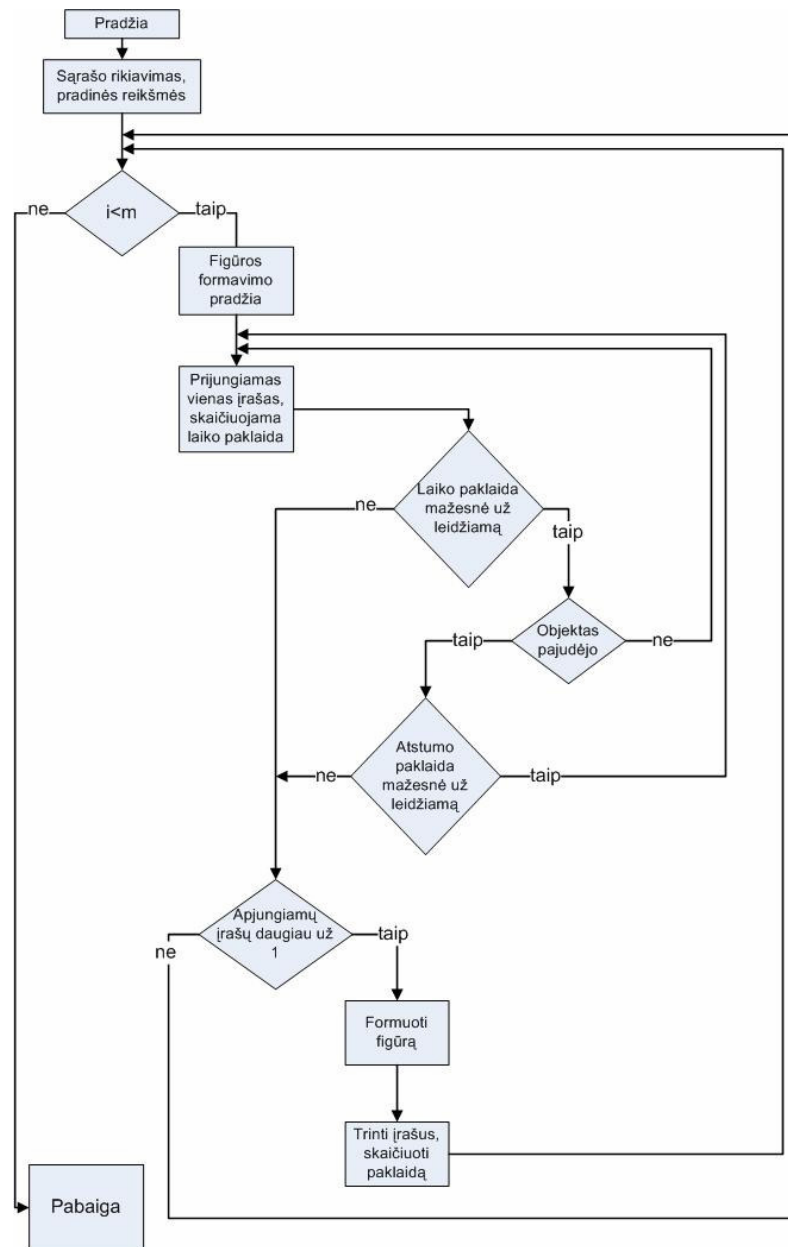 Pradžia
Sąrašo rikiavimas,
pradinės reikšmės
ne
i<m
taip
Figūros
formavimo
pradžia
Prijungiamas
vienas įrašas,
skaičiuojama
laiko paklaida
Laiko paklaida
mažesnė už
leidžiamą
ne
taip
Objektas
pajudėjo
taip
ne
Atstumo
paklaida
mažesnė už
leidžiamą
ne
taip
Apjungiamų
įrašų daugiau už
1
ne
taip
Formuoti
figūrą
Trinti įrašus,
skaičiuoti
paklaidą
Pabaiga